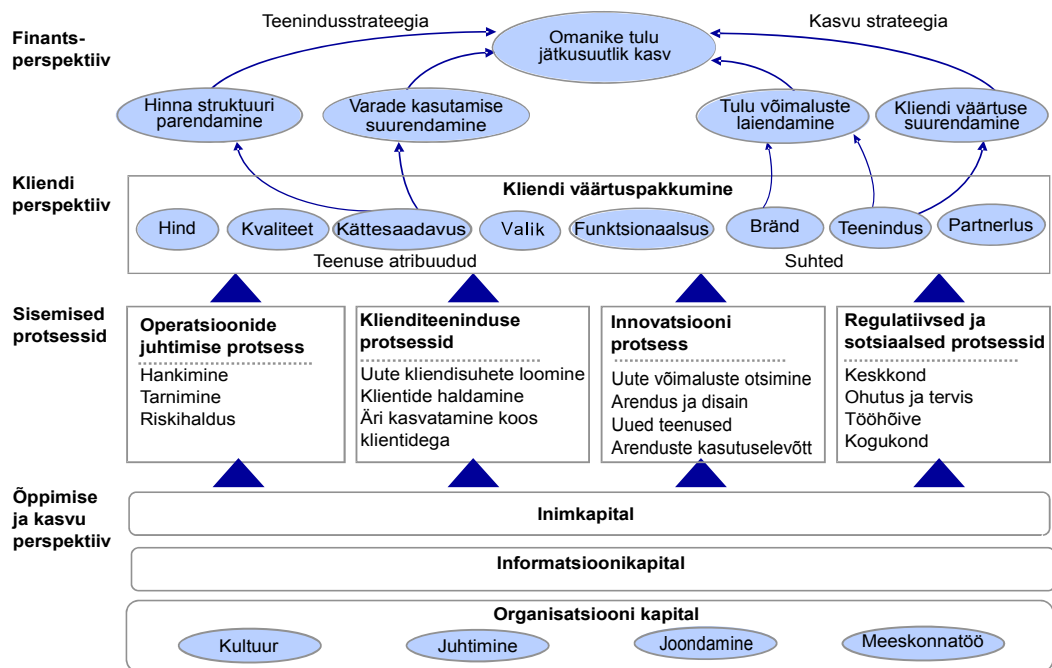 Teenindusstrateegia
Kasvu strateegia
Finants-
perspektiiv
Omanike tulu
jätkusuutlik kasv
Hinna struktuuri
parendamine
Varade kasutamise
suurendamine
Tulu võimaluste
laiendamine
Kliendi väärtuse
suurendamine
Kliendi
perspektiiv
Kliendi väärtuspakkumine
Hind
Kvaliteet
Kättesaadavus
Valik
Funktsionaalsus
Bränd
Teenindus
Partnerlus
Teenuse atribuudud
Suhted
Sisemised
protsessid
Operatsioonide
juhtimise protsess
Hankimine
Tarnimine
Riskihaldus
Klienditeeninduse
protsessid
Uute kliendisuhete loomine
Klientide haldamine
Äri kasvatamine koos
klientidega
Innovatsiooni
protsess
Uute võimaluste otsimine
Arendus ja disain
Uued teenused
Arenduste kasutuselevõtt
Regulatiivsed ja
sotsiaalsed protsessid
Keskkond
Ohutus ja tervis
Tööhõive
Kogukond
Õppimise
ja kasvu
perspektiiv
Inimkapital
Informatsioonikapital
Organisatsiooni kapital
Kultuur
Juhtimine
Joondamine
Meeskonnatöö